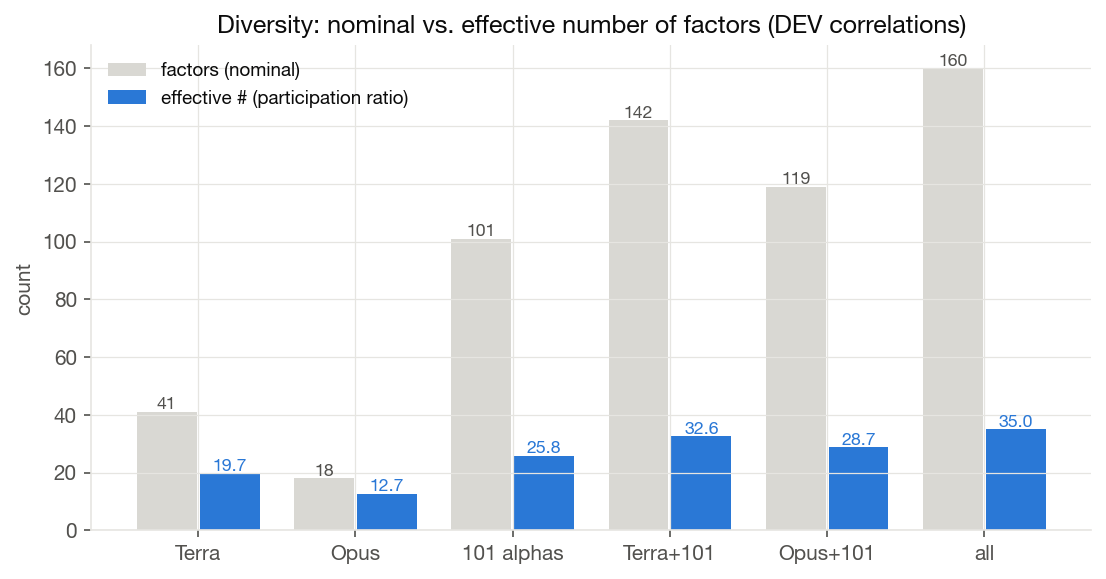 Diversity: nominal vs. effective number of factors (DEV correlations)
factors (nominal)
effective # (participation ratio)
count
160
140
120
100
80
60
40
20
0
41
19.7
18
12.7
101
25.8
142
32.6
119
28.7
160
35.0
Terra
Opus
101 alphas
Terra+101
Opus+101
all